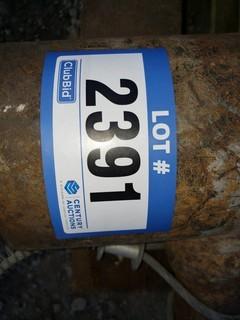 LOT #
2391
ClubBid
CENTURY
AUCTIONS